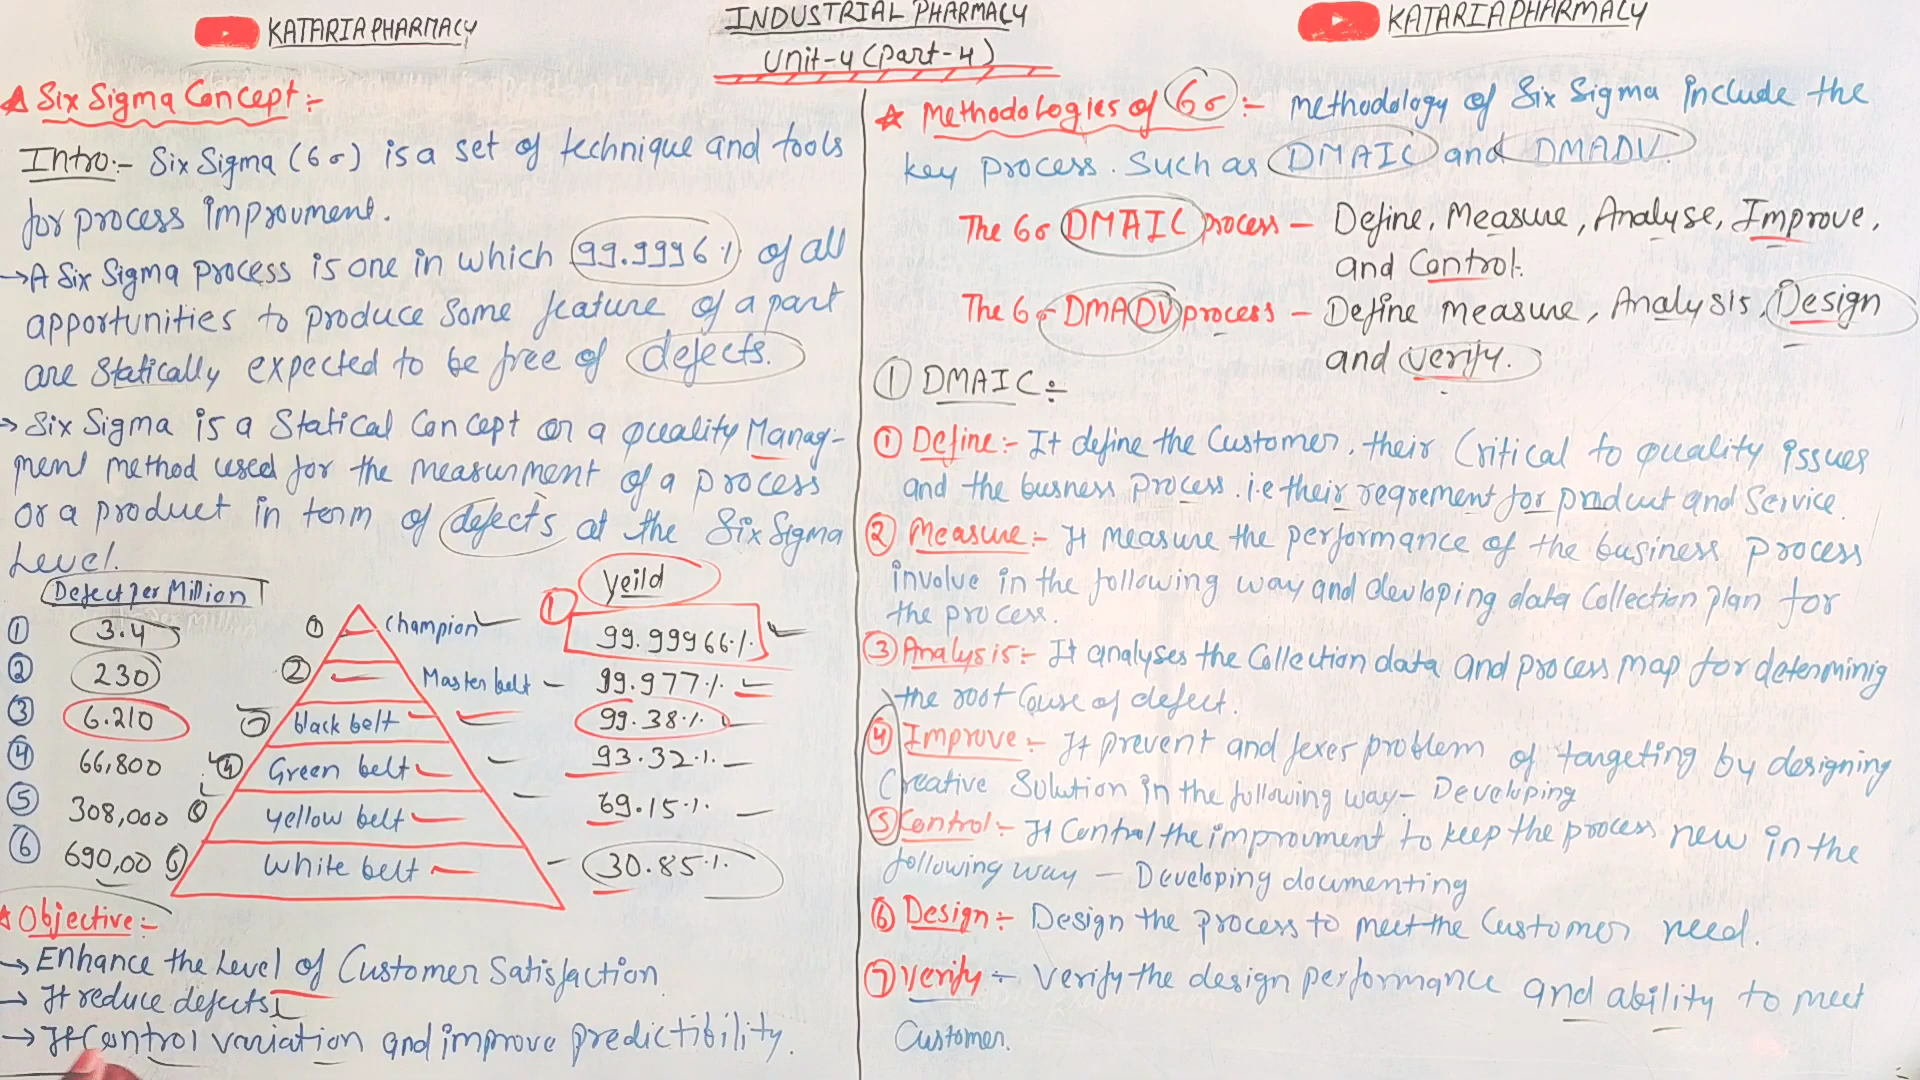 KATARIA PHARMACY
INDUSTRIAL PHARMACY
Unit-4 (Part-4)
KATARIA PHARMACY
Six Sigma Concept:-
Intro:- Six Sigma (6σ) is a set of technique and tools
for process improvment.
→A Six Sigma process is one in which 99.9996% of all
apportunities to produce some feature of a part
are statically expected to be free of defects.
→ Six Sigma is a Statical Concept or a quality Manag-
ment method used for the measurment of a process
or a product in term of defects at the Six Sigma
Level.
Defect per Million
Yeild
① 3.4 ① Champion ① 99.99966%
② 230 ② Master belt – 99.977%
③ 6.210 black belt 99.38%
④ 66,800 ④ Green belt – 93.32%
⑤ 308,000 yellow belt – 69.15%
⑥ 690,00 White belt – 30.85%
Objective:-
→ Enhance the Level of Customer Satisfaction
→ It reduce defects
→ It Control variation and improve predictibility.
Methodologies of 6σ:- methodology of Six Sigma include the
key process. Such as DMAIC and DMADV.
The 6σ DMAIC process – Define, Measure, Analyse, Improve,
and Control.
The 6σ DMADV process – Define measure, Analysis, Design
and verify.
① DMAIC:-
① Define:- It define the Customer, their Critical to quality issues
and the busness process. i.e their reqrement for product and Service.
② Measure:- It measure the performance of the business process
involve in the following way and devloping data Collection plan for
the process.
③ Analysis:- It analyses the Collection data and process map for determinig
the root Couse of defect.
④ Improve:- It prevent and fexes problem of tangeting by designing
Creative Solution in the following way – Developing
⑤ Control:- It Control the improvment to keep the process new in the
following way – Developing documenting
⑥ Design:- Design the process to meet the Customer need.
⑦ Verify:- Verify the design performance and ability to meet
Customer.